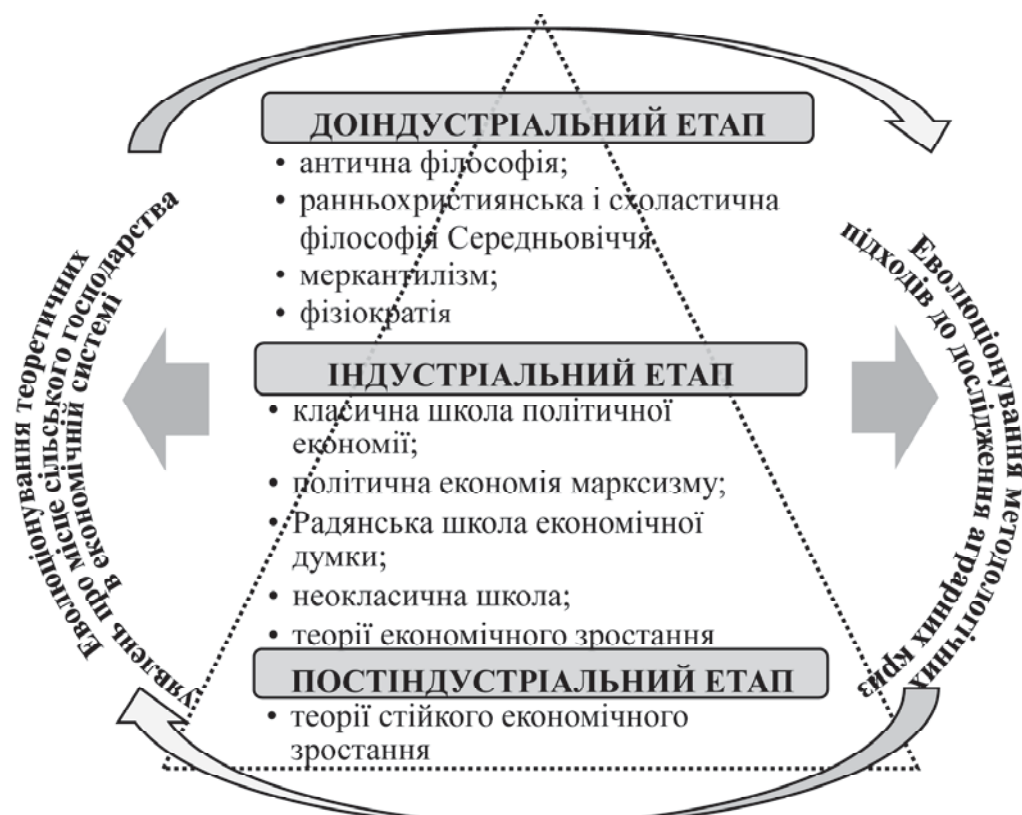 ДОІНДУСТРІАЛЬНИЙ ЕТАП
• антична філософія;
• ранньохристиянська і схоластична
філософія Середньовіччя
• меркантилізм;
• фізіократія
ІНДУСТРІАЛЬНИЙ ЕТАП
• класична школа політичної
економії;
• політична економія марксизму;
• Радянська школа економічної
думки;
• неокласична школа;
• теорії економічного зростання
ПОСТІНДУСТРІАЛЬНИЙ ЕТАП
• теорії стійкого економічного
зростання
Еволюціонування теоретичних
уявлень про місце сільського господарства
в економічній системі
Еволюціонування методологічних
підходів до дослідження аграрних криз